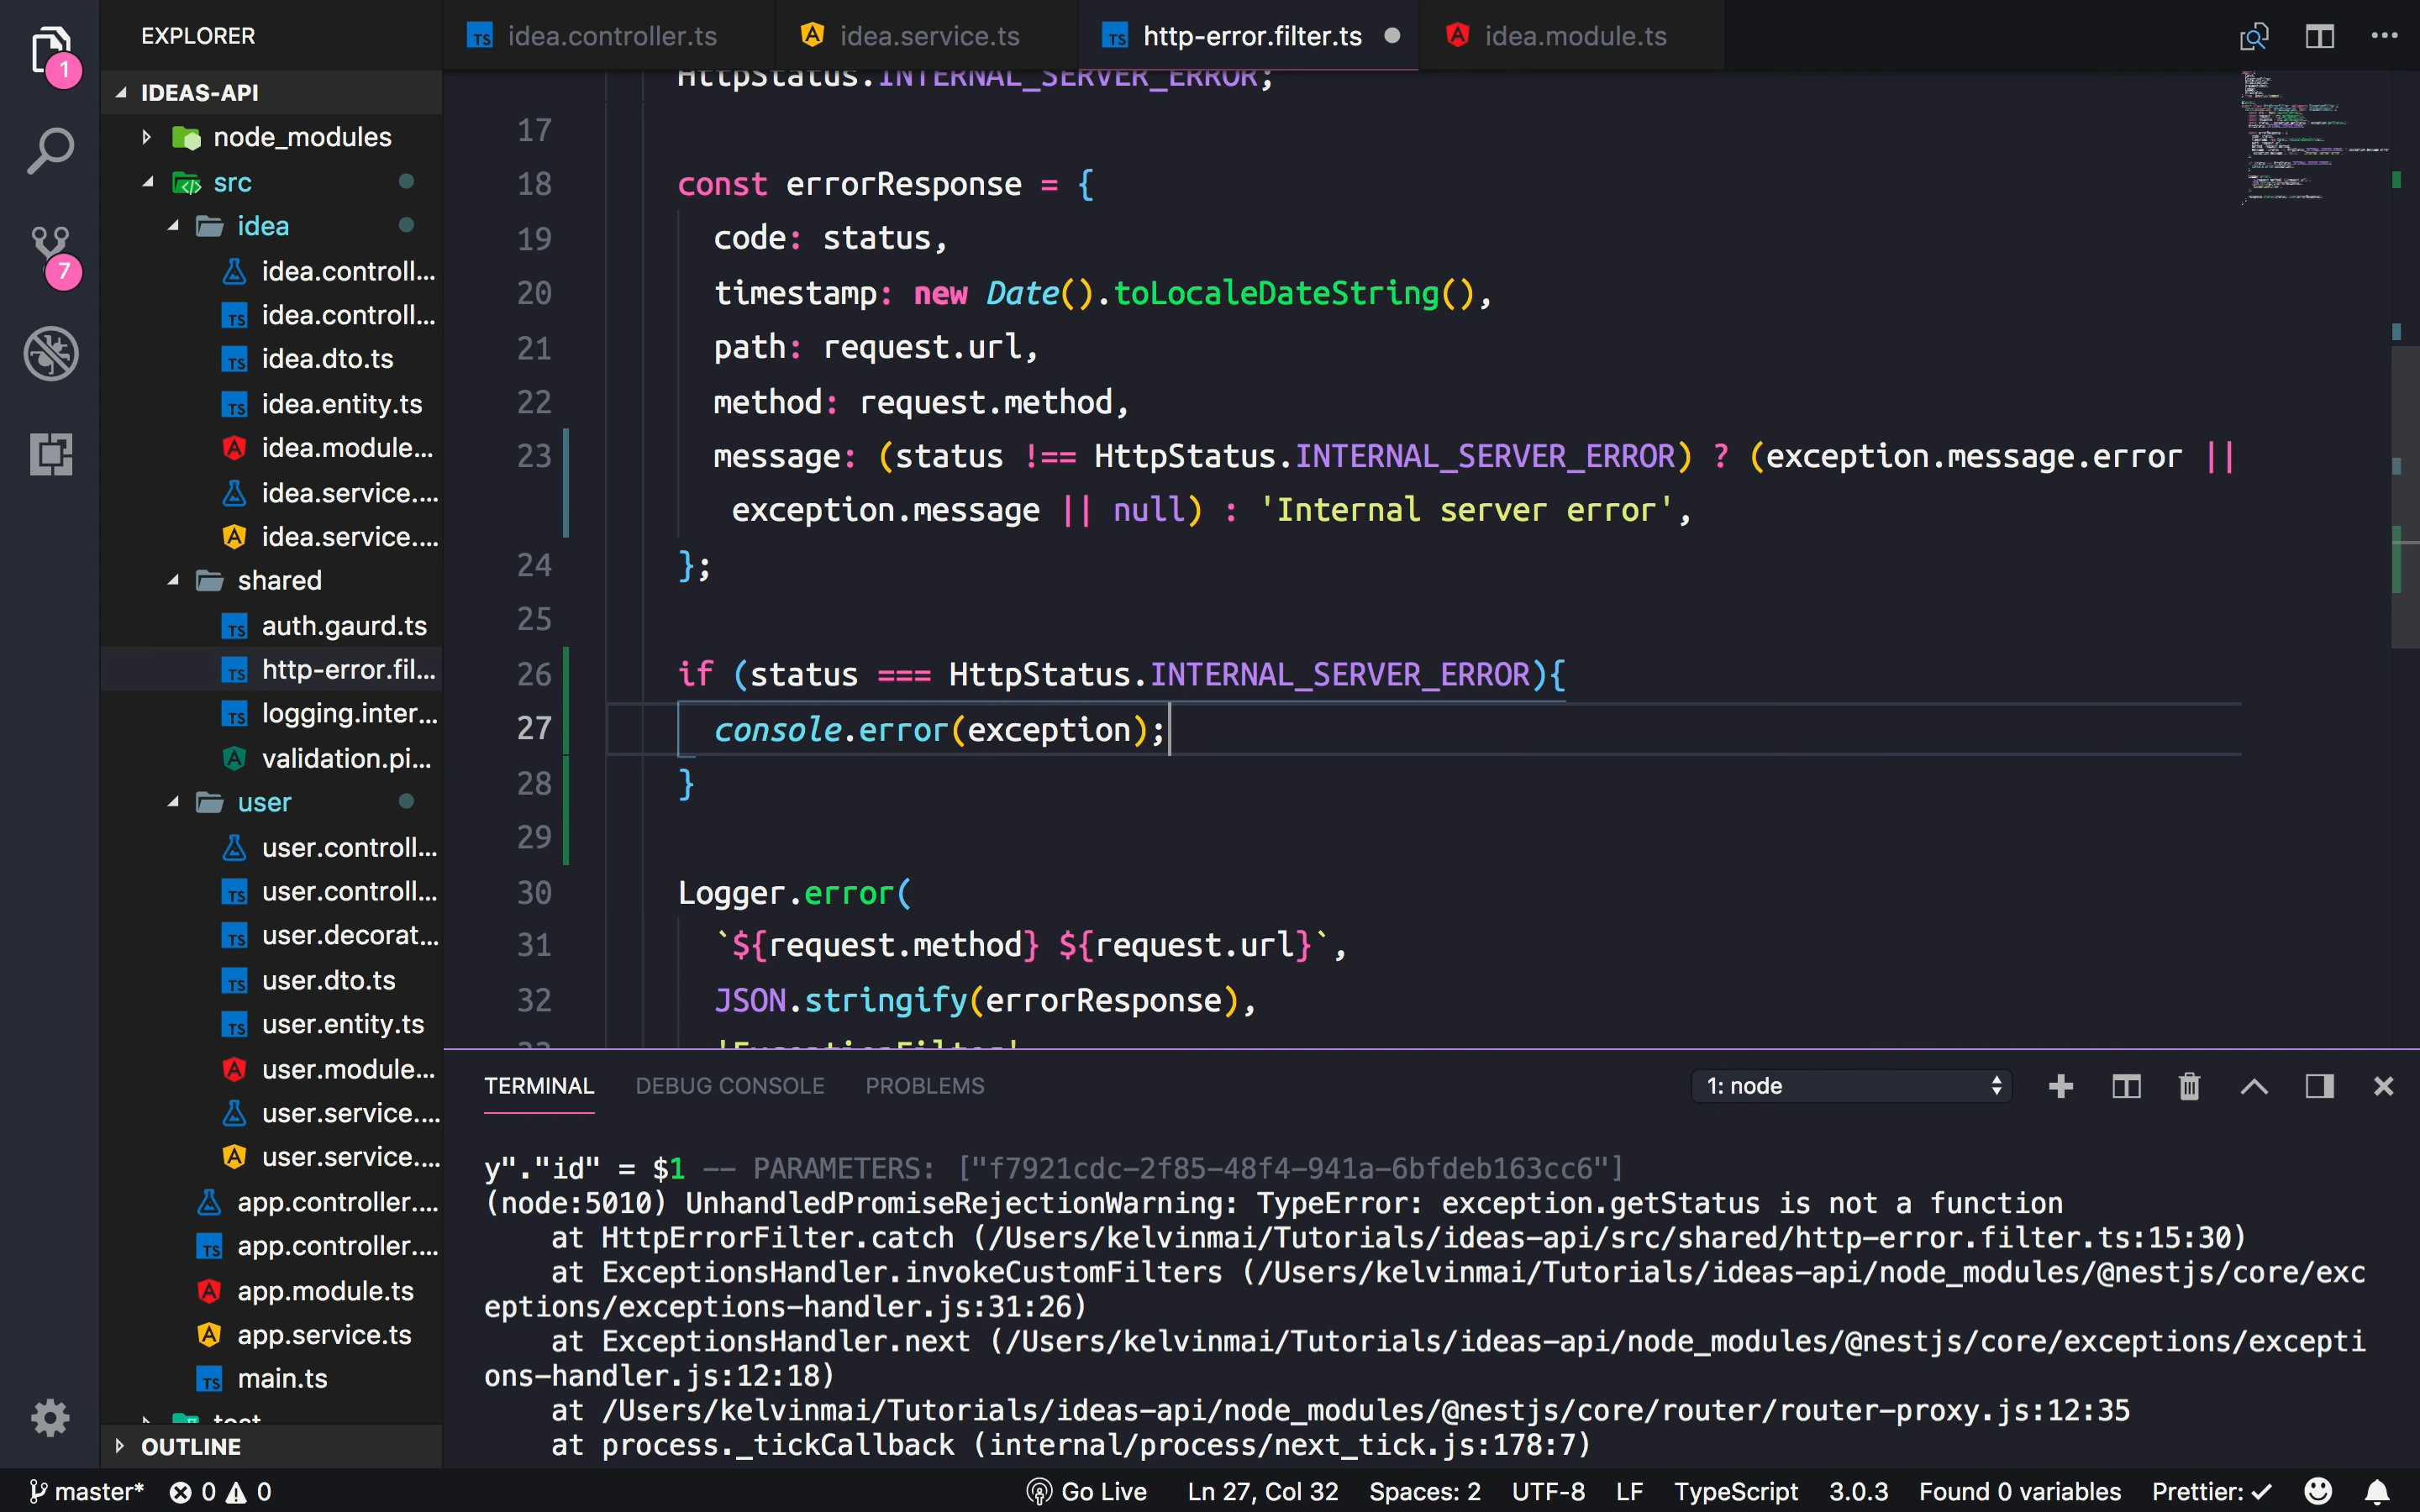 EXPLORER
IDEAS-API
node_modules
src
idea
idea.controll...
idea.controll...
idea.dto.ts
idea.entity.ts
idea.module...
idea.service....
idea.service....
shared
auth.gaurd.ts
http-error.fil...
logging.inter...
validation.pi...
user
user.controll...
user.controll...
user.decorat...
user.dto.ts
user.entity.ts
user.module...
user.service....
user.service....
app.controller....
app.controller....
app.module.ts
app.service.ts
main.ts
test
OUTLINE
1
7
TS idea.controller.ts
idea.service.ts
TS http-error.filter.ts
idea.module.ts
HttpStatus.INTERNAL_SERVER_ERROR;
17
18 const errorResponse = {
19 code: status,
20 timestamp: new Date().toLocaleDateString(),
21 path: request.url,
22 method: request.method,
23 message: (status !== HttpStatus.INTERNAL_SERVER_ERROR) ? (exception.message.error ||
exception.message || null) : 'Internal server error',
24 };
25
26 if (status === HttpStatus.INTERNAL_SERVER_ERROR){
27 console.error(exception);
28 }
29
30 Logger.error(
31 `${request.method} ${request.url}`,
32 JSON.stringify(errorResponse),
33 'ExceptionFilter'
TERMINAL DEBUG CONSOLE PROBLEMS
1: node
y"."id" = $1 -- PARAMETERS: ["f7921cdc-2f85-48f4-941a-6bfdeb163cc6"]
(node:5010) UnhandledPromiseRejectionWarning: TypeError: exception.getStatus is not a function
at HttpErrorFilter.catch (/Users/kelvinmai/Tutorials/ideas-api/src/shared/http-error.filter.ts:15:30)
at ExceptionsHandler.invokeCustomFilters (/Users/kelvinmai/Tutorials/ideas-api/node_modules/@nestjs/core/exc
eptions/exceptions-handler.js:31:26)
at ExceptionsHandler.next (/Users/kelvinmai/Tutorials/ideas-api/node_modules/@nestjs/core/exceptions/excepti
ons-handler.js:12:18)
at /Users/kelvinmai/Tutorials/ideas-api/node_modules/@nestjs/core/router/router-proxy.js:12:35
at process._tickCallback (internal/process/next_tick.js:178:7)
master* 0 0 Go Live Ln 27, Col 32 Spaces: 2 UTF-8 LF TypeScript 3.0.3 Found 0 variables Prettier: ✓